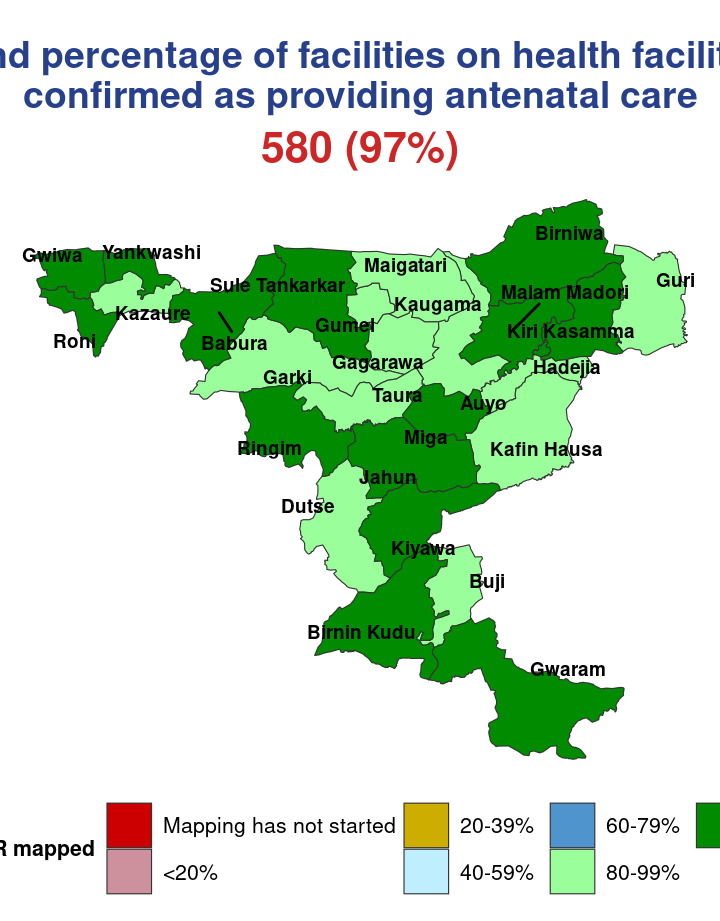 nd percentage of facilities on health facilit
confirmed as providing antenatal care
580 (97%)
Birniwa
Gwiwa
Yankwashi
Maigatari
Guri
Sule Tankarkar
Malam Madori
Kaugama
Kazaure
Gumel
Kiri Kasamma
Roni
Babura
Gagarawa
Hadejia
Garki
Taura
Auyo
Miga
Ringim
Kafin Hausa
Jahun
Dutse
Kiyawa
Buji
Birnin Kudu
Gwaram
R mapped
Mapping has not started
20-39%
60-79%
<20%
40-59%
80-99%